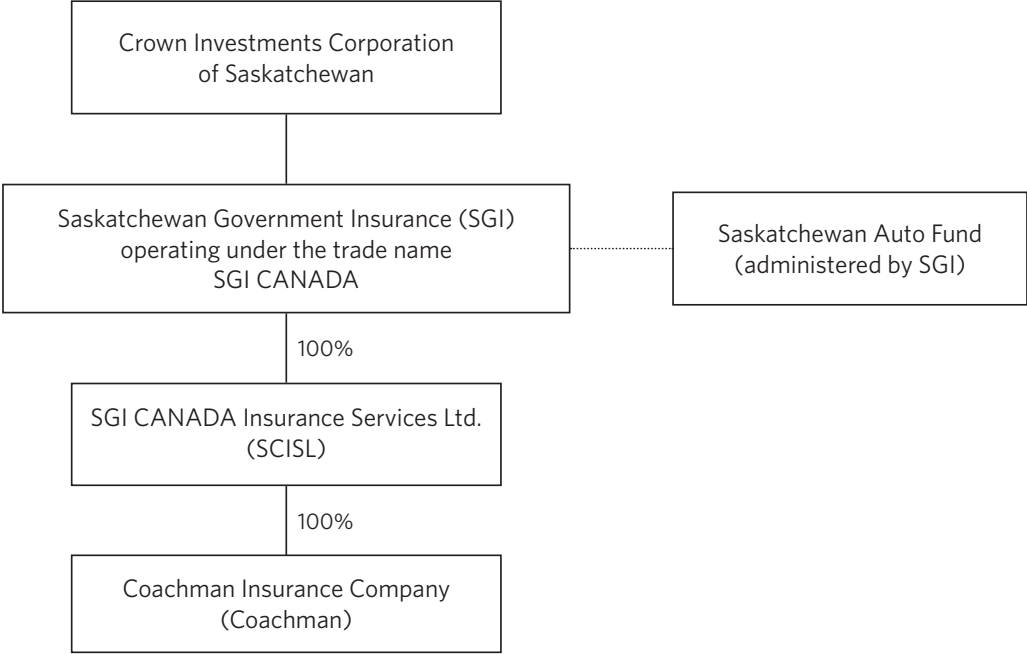 Crown Investments Corporation
of Saskatchewan
Saskatchewan Government Insurance (SGI)
operating under the trade name
SGI CANADA
Saskatchewan Auto Fund
(administered by SGI)
100%
SGI CANADA Insurance Services Ltd.
(SCISL)
100%
Coachman Insurance Company
(Coachman)